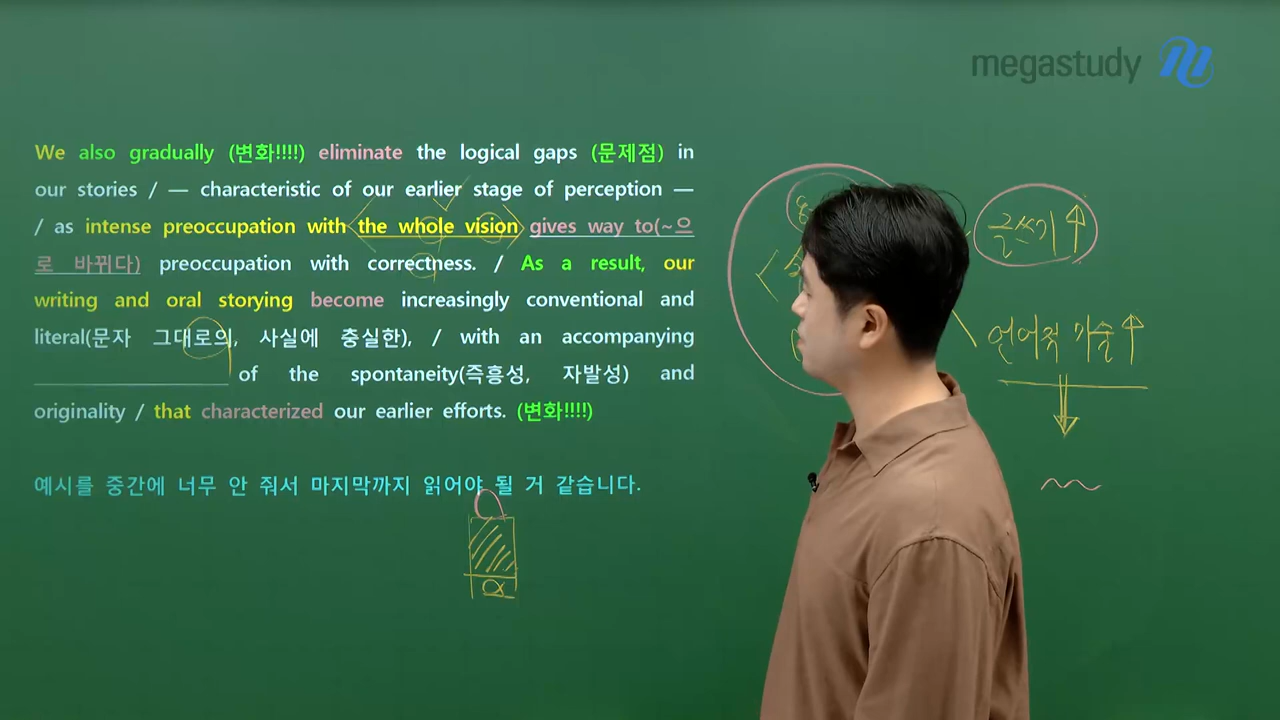 megastudy
We also gradually (변화!!!!) eliminate the logical gaps (문제점) in
our stories / — characteristic of our earlier stage of perception —
/ as intense preoccupation with the whole vision gives way to(~으
로 바뀌다) preoccupation with correctness. / As a result, our
writing and oral storying become increasingly conventional and
literal(문자 그대로의, 사실에 충실한), / with an accompanying
of the spontaneity(즉흥성, 자발성) and
originality / that characterized our earlier efforts. (변화!!!!)
예시를 중간에 너무 안 줘서 마지막까지 읽어야 될 거 같습니다.
글쓰기↑
언어적 기술↑